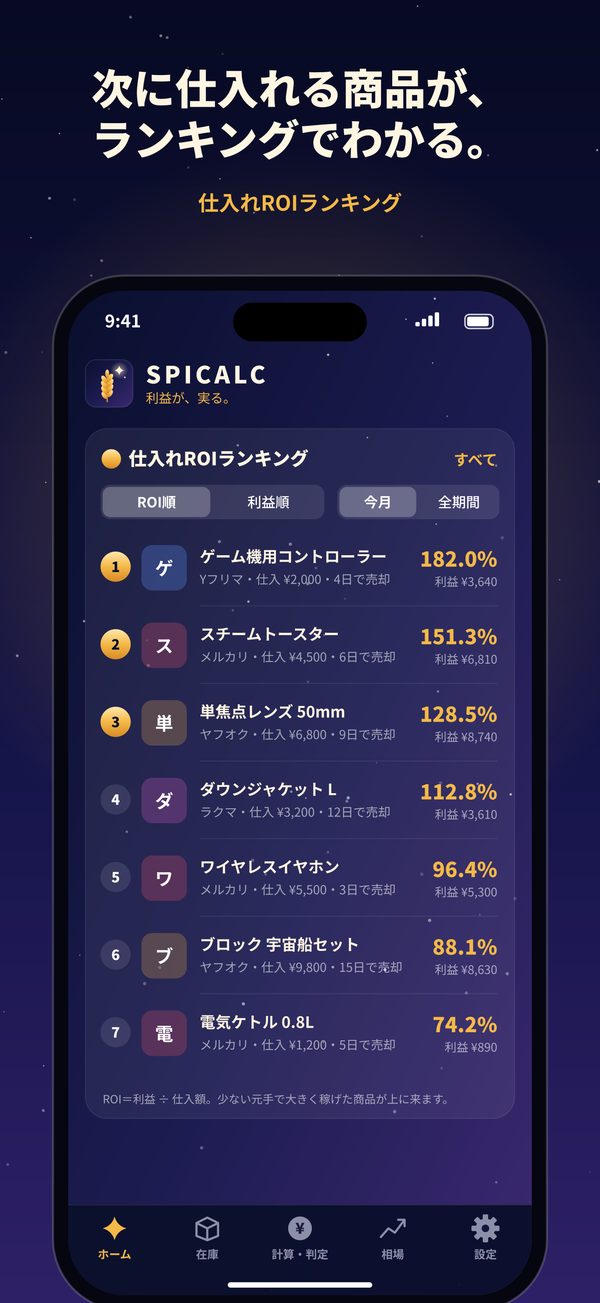 次に仕入れる商品が、
ランキングでわかる。
仕入れROIランキング
9:41
SPICALC
利益が、実る。
仕入れROIランキング すべて
ROI順 利益順 今月 全期間
1 ゲ ゲーム機用コントローラー 182.0%
Yフリマ・仕入 ¥2,000・4日で売却 利益 ¥3,640
2 ス スチームトースター 151.3%
メルカリ・仕入 ¥4,500・6日で売却 利益 ¥6,810
3 単 単焦点レンズ 50mm 128.5%
ヤフオク・仕入 ¥6,800・9日で売却 利益 ¥8,740
4 ダ ダウンジャケット L 112.8%
ラクマ・仕入 ¥3,200・12日で売却 利益 ¥3,610
5 ワ ワイヤレスイヤホン 96.4%
メルカリ・仕入 ¥5,500・3日で売却 利益 ¥5,300
6 ブ ブロック 宇宙船セット 88.1%
ヤフオク・仕入 ¥9,800・15日で売却 利益 ¥8,630
7 電 電気ケトル 0.8L 74.2%
メルカリ・仕入 ¥1,200・5日で売却 利益 ¥890
ROI＝利益 ÷ 仕入額。少ない元手で大きく稼げた商品が上に来ます。
¥
ホーム 在庫 計算・判定 相場 設定